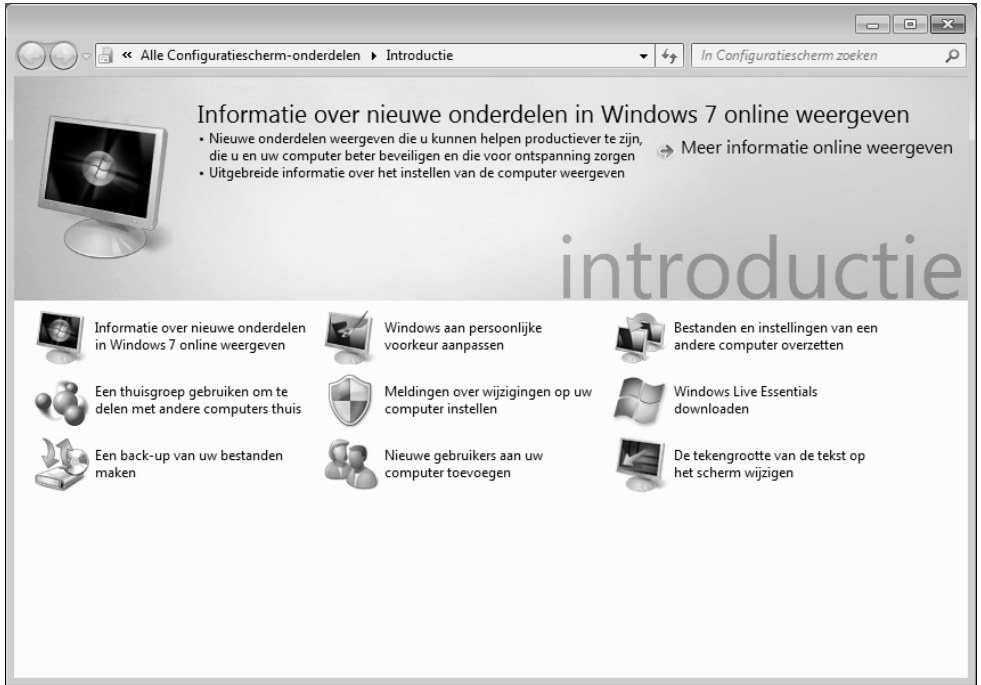 « Alle Configuratiescherm-onderdelen ▸ Introductie
In Configuratiescherm zoeken
Informatie over nieuwe onderdelen in Windows 7 online weergeven
• Nieuwe onderdelen weergeven die u kunnen helpen productiever te zijn,
die u en uw computer beter beveiligen en die voor ontspanning zorgen
• Uitgebreide informatie over het instellen van de computer weergeven
Meer informatie online weergeven
introductie
Informatie over nieuwe onderdelen
in Windows 7 online weergeven
Windows aan persoonlijke
voorkeur aanpassen
Bestanden en instellingen van een
andere computer overzetten
Een thuisgroep gebruiken om te
delen met andere computers thuis
Meldingen over wijzigingen op uw
computer instellen
Windows Live Essentials
downloaden
Een back-up van uw bestanden
maken
Nieuwe gebruikers aan uw
computer toevoegen
De tekengrootte van de tekst op
het scherm wijzigen